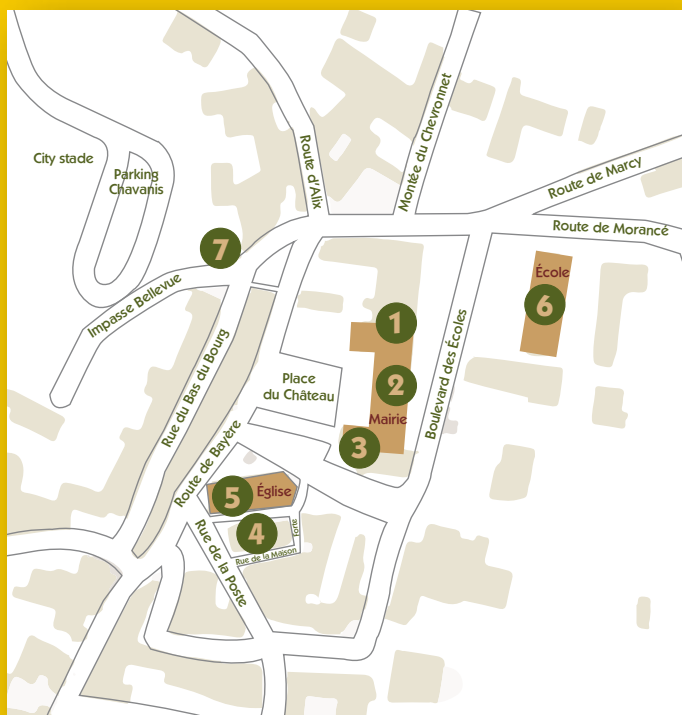 City stade
Parking
Chavanis
Route d'Alix
Montée du Chevronnet
Route de Marcy
Route de Morancé
7
Impasse Bellevue
École
6
1
2
Mairie
3
Boulevard des Écoles
Place
du Château
Rue du Bas du Bourg
Route de Bayère
5
Église
4
Rue de la Maison
Forte
Rue de la Poste